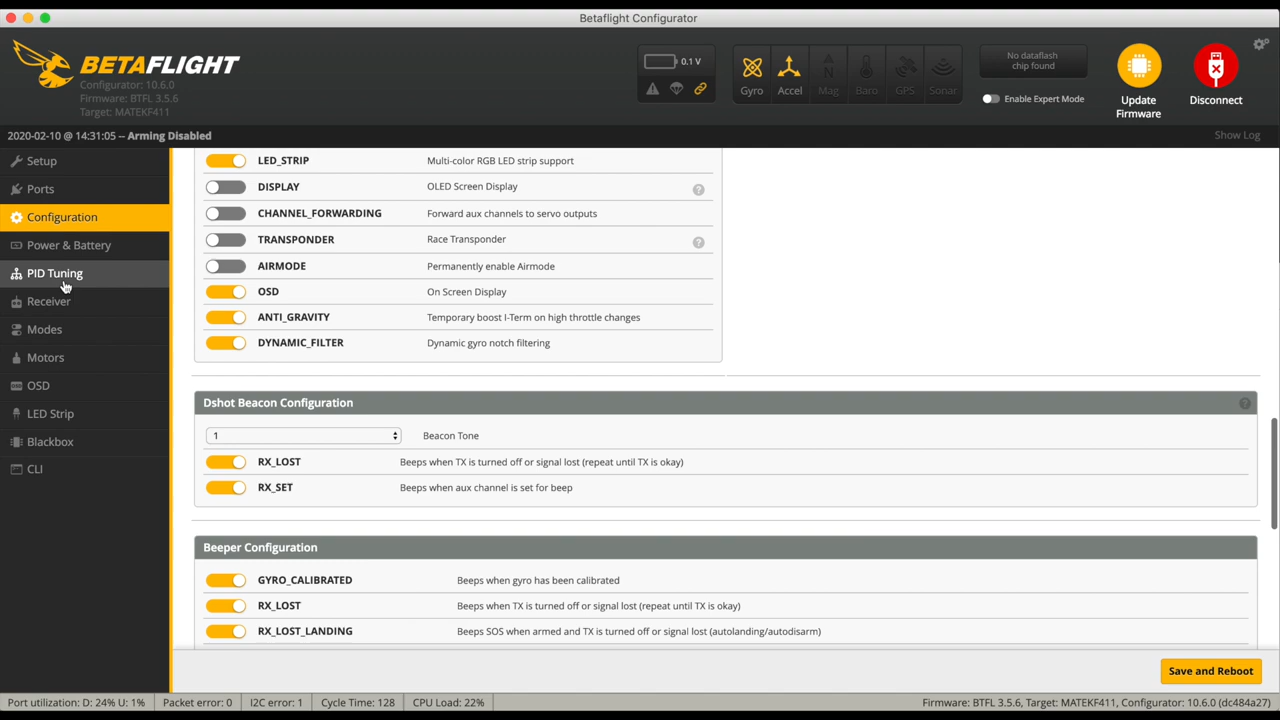 Betaflight Configurator
BETAFLIGHT
Configurator: 10.6.0
Firmware: BTFL 3.5.6
Target: MATEKF411
0.1 V
Gyro
Accel
Mag
Baro
GPS
Sonar
No dataflash
chip found
Enable Expert Mode
Update
Firmware
Disconnect
2020-02-10 @ 14:31:05 -- Arming Disabled
Show Log
Setup
Ports
Configuration
Power & Battery
PID Tuning
Receiver
Modes
Motors
OSD
LED Strip
Blackbox
CLI
LED_STRIP Multi-color RGB LED strip support
DISPLAY OLED Screen Display ?
CHANNEL_FORWARDING Forward aux channels to servo outputs
TRANSPONDER Race Transponder ?
AIRMODE Permanently enable Airmode
OSD On Screen Display
ANTI_GRAVITY Temporary boost I-Term on high throttle changes
DYNAMIC_FILTER Dynamic gyro notch filtering
Dshot Beacon Configuration ?
1 Beacon Tone
RX_LOST Beeps when TX is turned off or signal lost (repeat until TX is okay)
RX_SET Beeps when aux channel is set for beep
Beeper Configuration
GYRO_CALIBRATED Beeps when gyro has been calibrated
RX_LOST Beeps when TX is turned off or signal lost (repeat until TX is okay)
RX_LOST_LANDING Beeps SOS when armed and TX is turned off or signal lost (autolanding/autodisarm)
Save and Reboot
Port utilization: D: 24% U: 1% Packet error: 0 I2C error: 1 Cycle Time: 128 CPU Load: 22% Firmware: BTFL 3.5.6, Target: MATEKF411, Configurator: 10.6.0 (dc484a27)